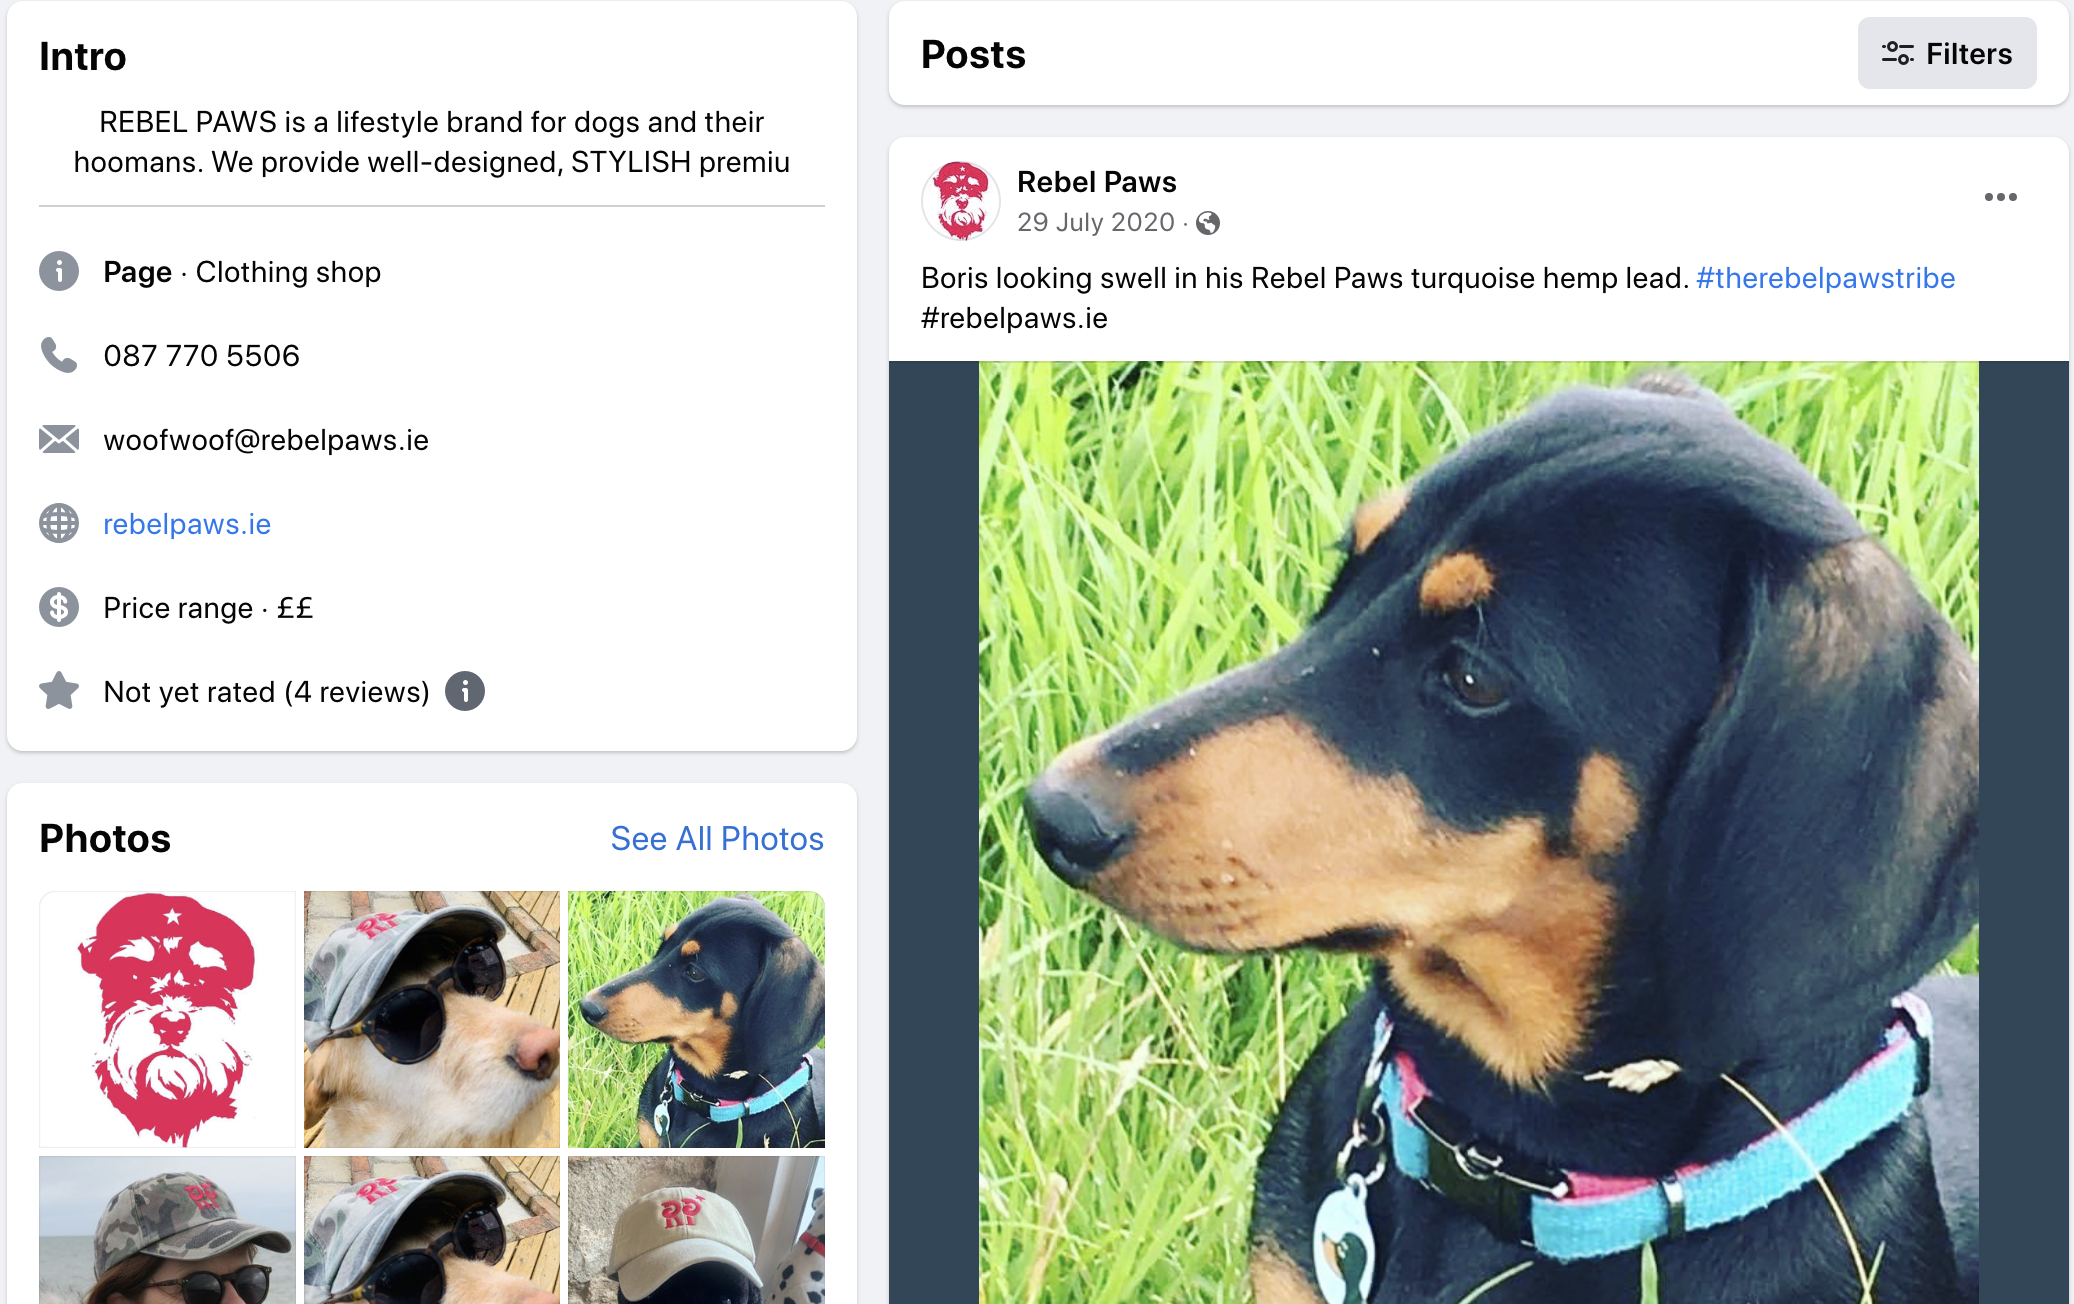 Intro
REBEL PAWS is a lifestyle brand for dogs and their
hoomans. We provide well-designed, STYLISH premiu
Page · Clothing shop
087 770 5506
woofwoof@rebelpaws.ie
rebelpaws.ie
Price range · ££
Not yet rated (4 reviews)
Photos
See All Photos
Posts
Filters
Rebel Paws
29 July 2020 ·
Boris looking swell in his Rebel Paws turquoise hemp lead. #therebelpawstribe
#rebelpaws.ie